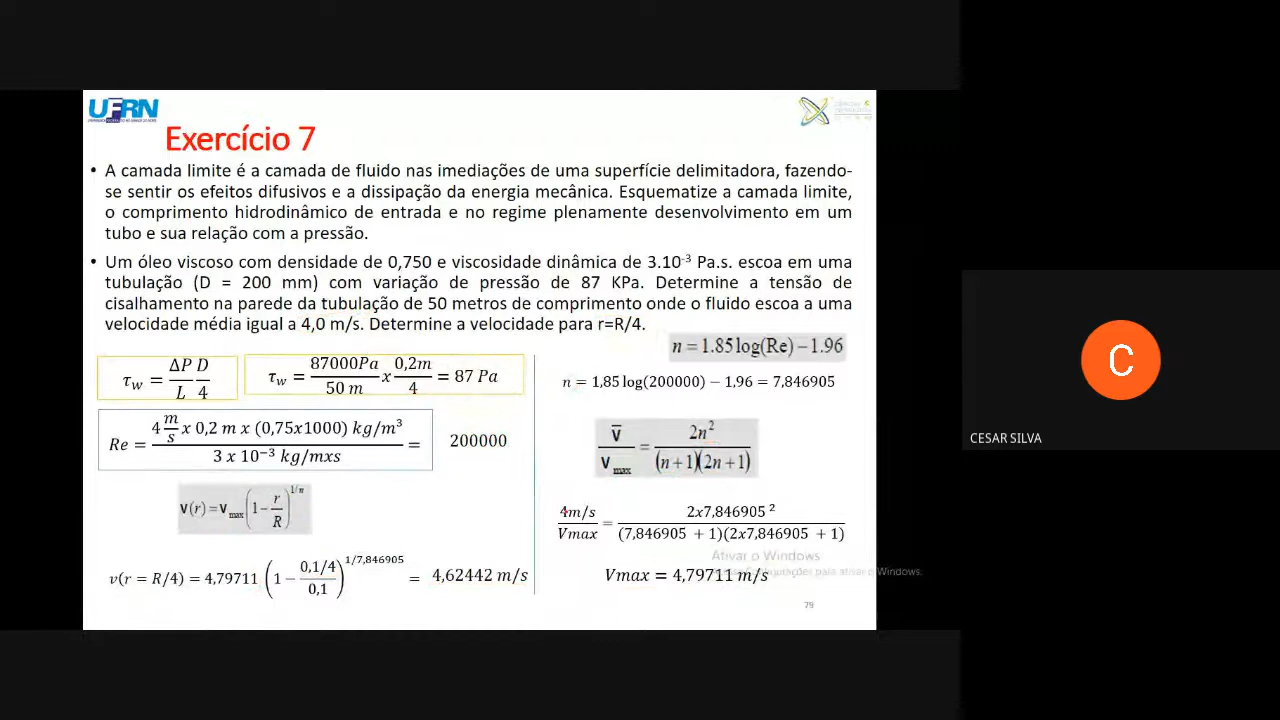 UFRN
Exercício 7
• A camada limite é a camada de fluido nas imediações de uma superfície delimitadora, fazendo-
se sentir os efeitos difusivos e a dissipação da energia mecânica. Esquematize a camada limite,
o comprimento hidrodinâmico de entrada e no regime plenamente desenvolvimento em um
tubo e sua relação com a pressão.
• Um óleo viscoso com densidade de 0,750 e viscosidade dinâmica de 3.10⁻³ Pa.s. escoa em uma
tubulação (D = 200 mm) com variação de pressão de 87 KPa. Determine a tensão de
cisalhamento na parede da tubulação de 50 metros de comprimento onde o fluido escoa a uma
velocidade média igual a 4,0 m/s. Determine a velocidade para r=R/4.
τw = ΔP/L D/4
τw = 87000Pa/50 m x 0,2m/4 = 87 Pa
Re = (4 m/s x 0,2 m x (0,75x1000) kg/m³)/(3 x 10⁻³ kg/mxs) = 200000
V(r) = Vmax (1 − r/R)^1/n
v(r = R/4) = 4,79711 (1 − (0,1/4)/0,1)^1/7,846905 = 4,62442 m/s
n = 1.85 log(Re) − 1.96
n = 1,85 log(200000) − 1,96 = 7,846905
V̄/Vmax = 2n²/((n+1)(2n+1))
4m/s/Vmax = 2x7,846905 ²/((7,846905 + 1)(2x7,846905 + 1))
Vmax = 4,79711 m/s
Ativar o Windows
Configurações para ativar o Windows.
79
CESAR SILVA
C